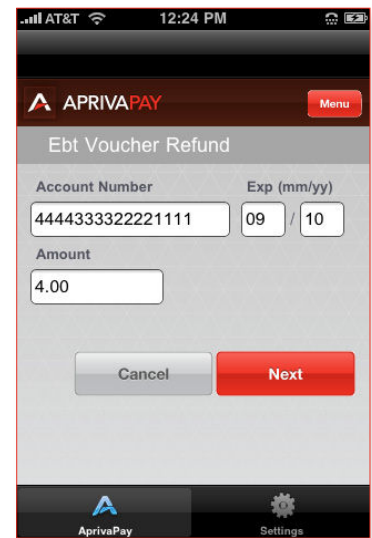 AT&T 12:24 PM
APRIVAPAY Menu
Ebt Voucher Refund
Account Number Exp (mm/yy)
4444333322221111 09 / 10
Amount
4.00
Cancel Next
AprivaPay Settings